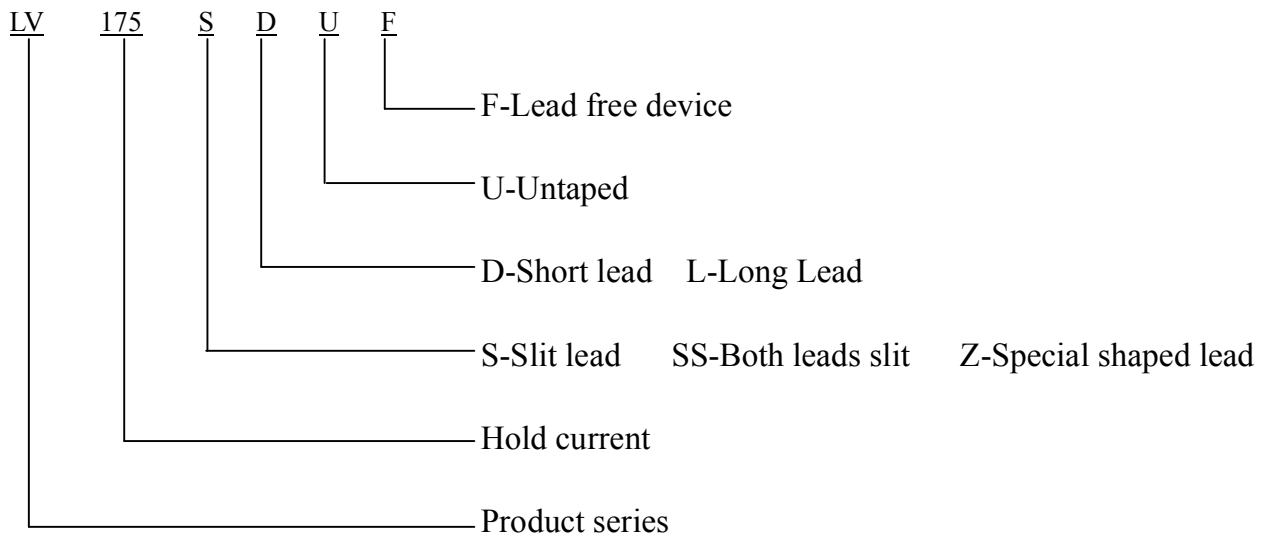 LV 175 S D U F
F-Lead free device
U-Untaped
D-Short lead L-Long Lead
S-Slit lead SS-Both leads slit Z-Special shaped lead
Hold current
Product series